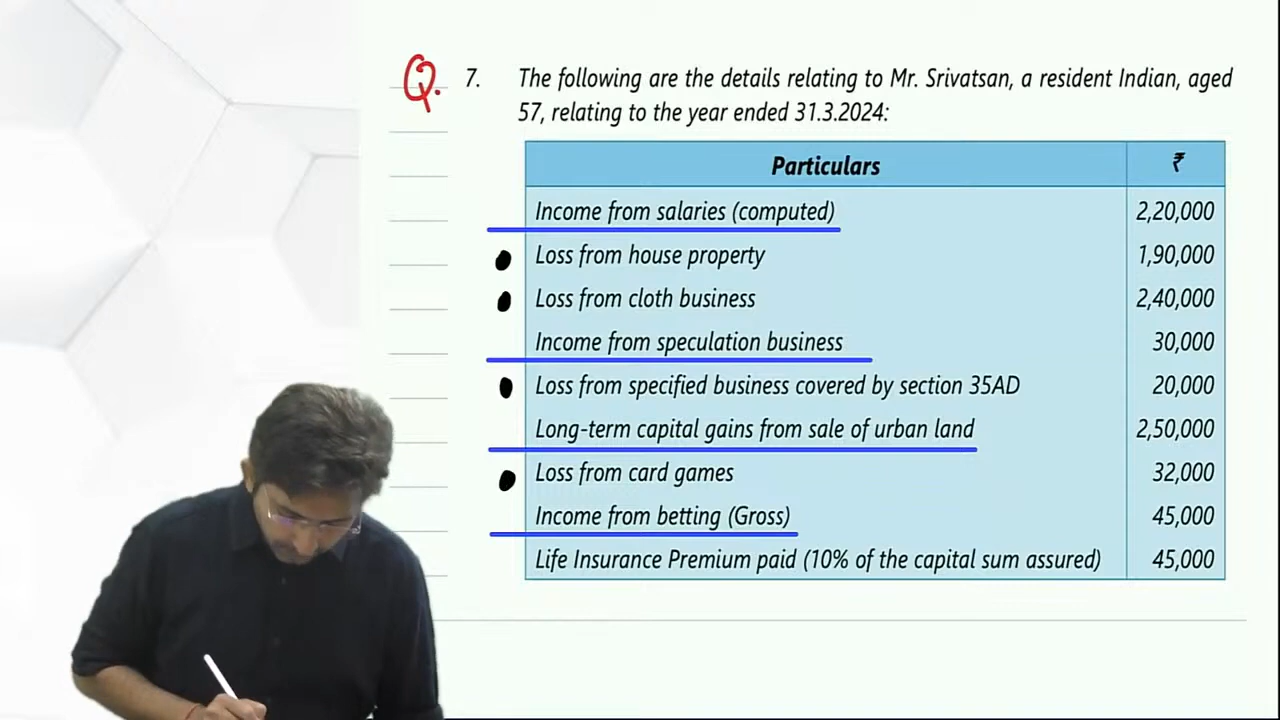 Q.
7. The following are the details relating to Mr. Srivatsan, a resident Indian, aged
57, relating to the year ended 31.3.2024:
Particulars ₹
Income from salaries (computed) 2,20,000
Loss from house property 1,90,000
Loss from cloth business 2,40,000
Income from speculation business 30,000
Loss from specified business covered by section 35AD 20,000
Long-term capital gains from sale of urban land 2,50,000
Loss from card games 32,000
Income from betting (Gross) 45,000
Life Insurance Premium paid (10% of the capital sum assured) 45,000